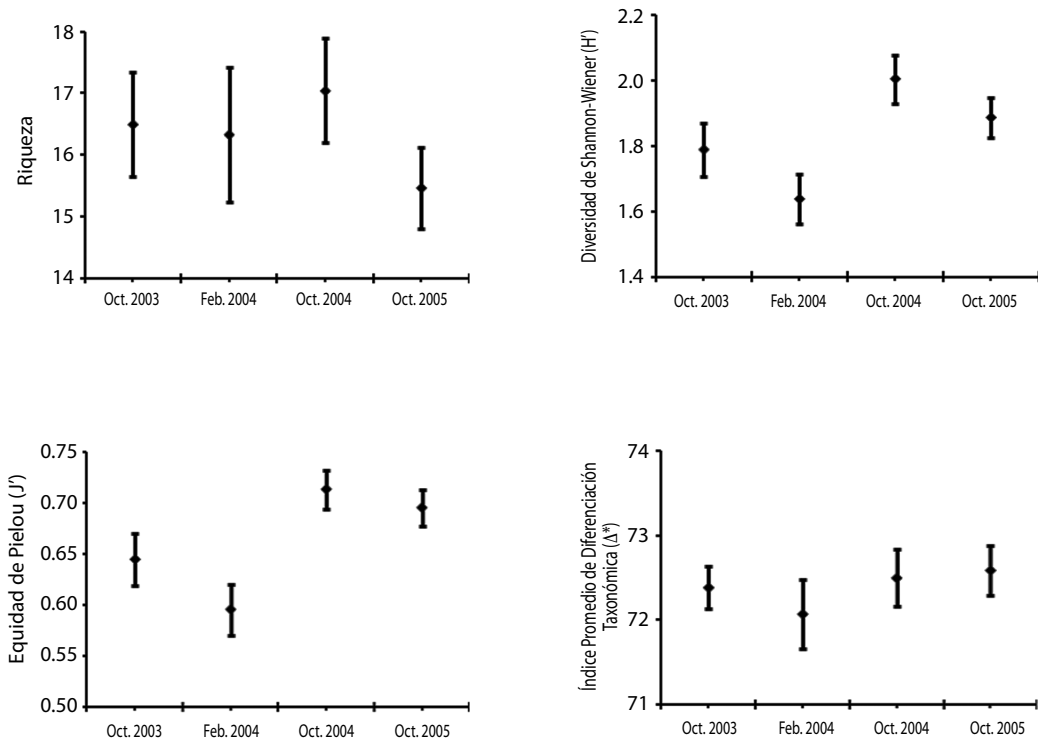 Riqueza
18
17
16
15
14
Oct. 2003 Feb. 2004 Oct. 2004 Oct. 2005
Diversidad de Shannon-Wiener (H')
2.2
2.0
1.8
1.6
1.4
Oct. 2003 Feb. 2004 Oct. 2004 Oct. 2005
Equidad de Pielou (J')
0.75
0.70
0.65
0.60
0.55
0.50
Oct. 2003 Feb. 2004 Oct. 2004 Oct. 2005
Índice Promedio de Diferenciación
Taxonómica (Δ*)
74
73
72
71
Oct. 2003 Feb. 2004 Oct. 2004 Oct. 2005